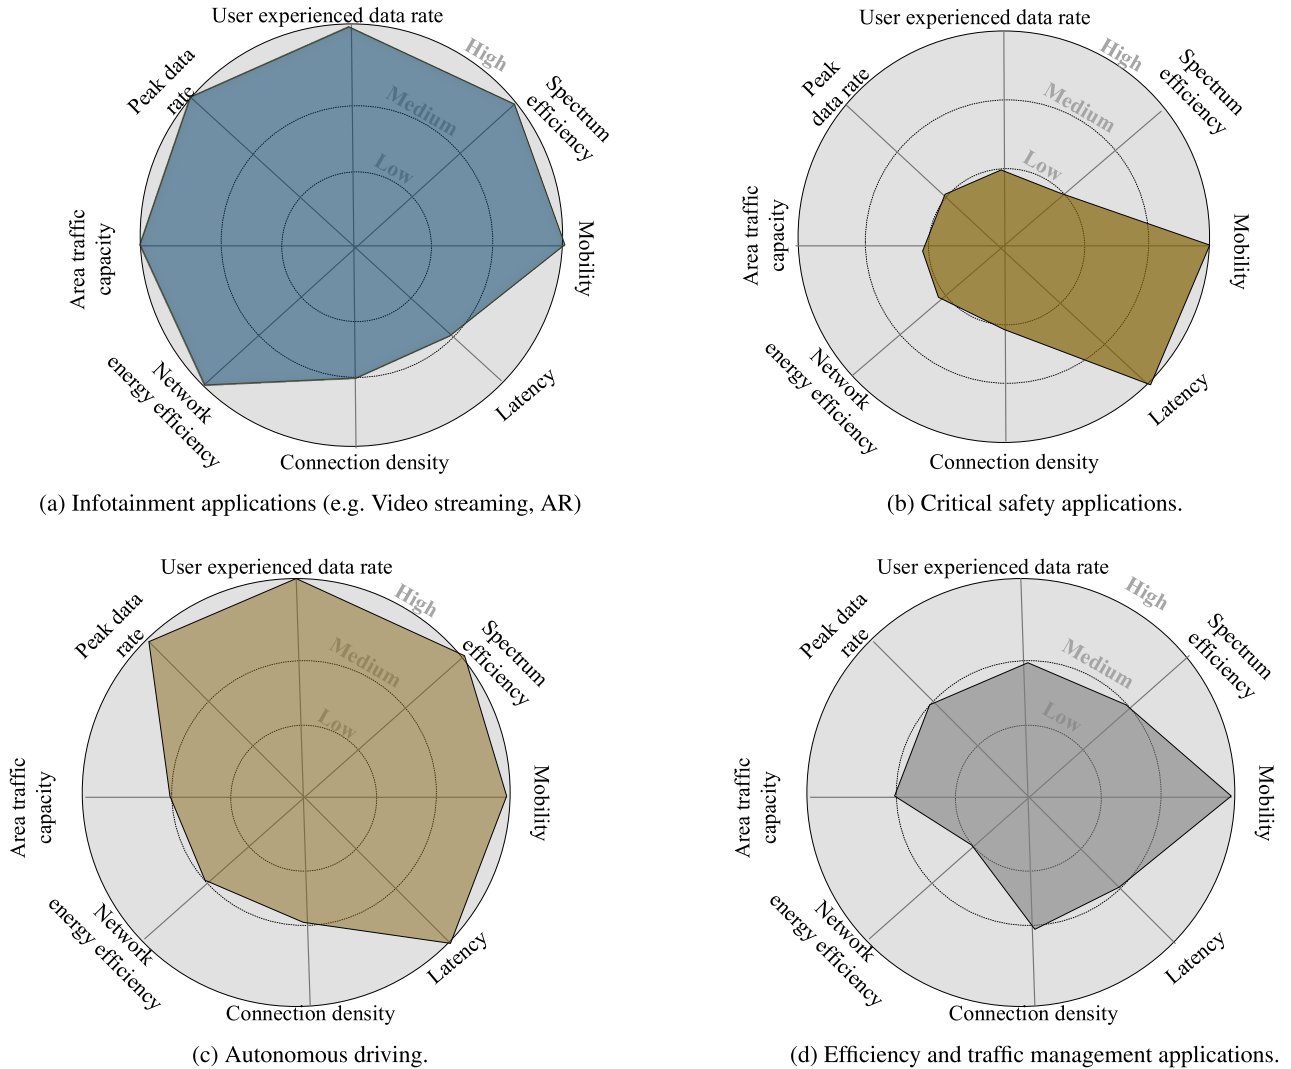 User experienced data rate
High
Peak data
rate
Medium
Low
Spectrum
efficiency
Area traffic
capacity
Mobility
Network
energy efficiency
Latency
Connection density
(a) Infotainment applications (e.g. Video streaming, AR)
User experienced data rate
High
Peak
data rate
Medium
Low
Spectrum
efficiency
Area traffic
capacity
Mobility
Network
energy efficiency
Latency
Connection density
(b) Critical safety applications.
User experienced data rate
High
Peak data
rate
Medium
Low
Spectrum
efficiency
Area traffic
capacity
Mobility
Network
energy efficiency
Latency
Connection density
(c) Autonomous driving.
User experienced data rate
High
Peak data
rate
Medium
Low
Spectrum
efficiency
Area traffic
capacity
Mobility
Network
energy efficiency
Latency
Connection density
(d) Efficiency and traffic management applications.